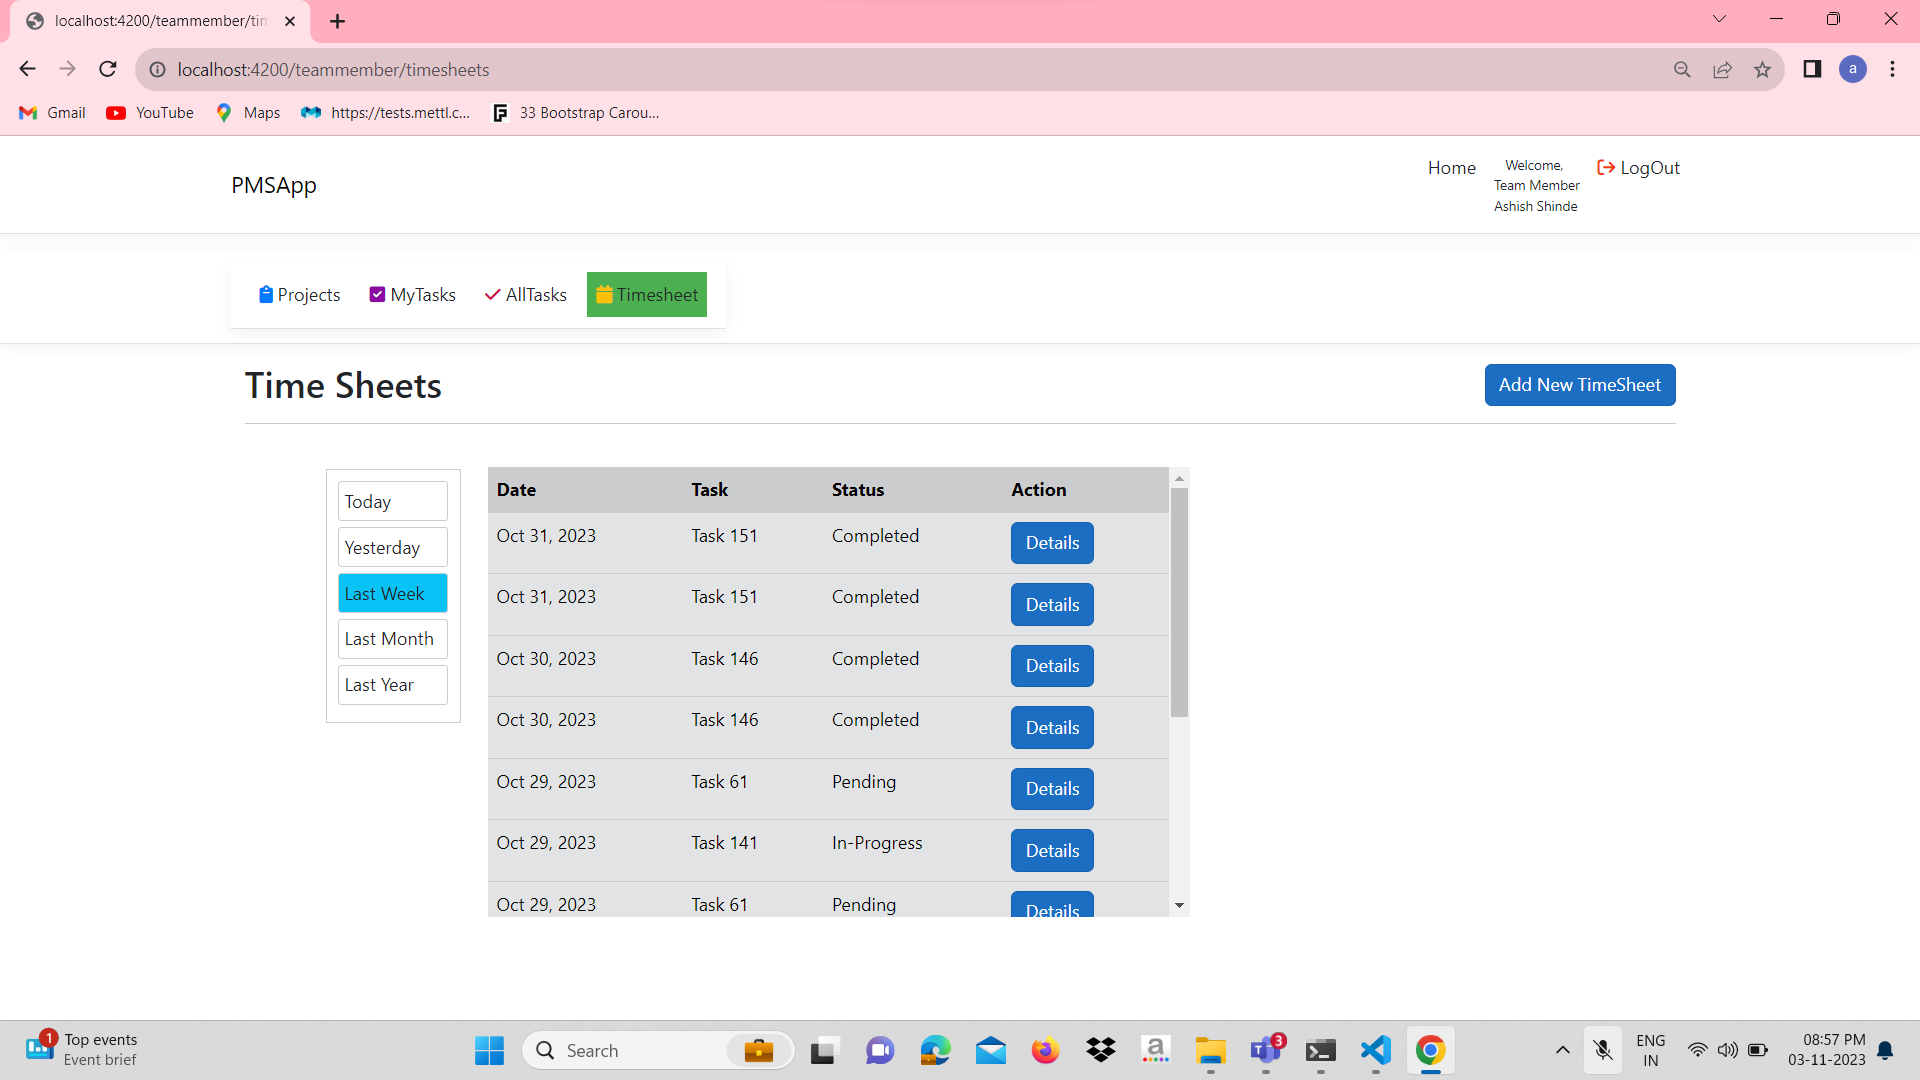 localhost:4200/teammember/tim
localhost:4200/teammember/timesheets
a
Gmail YouTube Maps https://tests.mettl.c... 33 Bootstrap Carou...
PMSApp
Home
Welcome,
Team Member
Ashish Shinde
LogOut
Projects MyTasks AllTasks Timesheet
Time Sheets
Add New TimeSheet
Today
Yesterday
Last Week
Last Month
Last Year
Date Task Status Action
Oct 31, 2023 Task 151 Completed Details
Oct 31, 2023 Task 151 Completed Details
Oct 30, 2023 Task 146 Completed Details
Oct 30, 2023 Task 146 Completed Details
Oct 29, 2023 Task 61 Pending Details
Oct 29, 2023 Task 141 In-Progress Details
Oct 29, 2023 Task 61 Pending Details
1
Top events
Event brief
Search
a
3
ENG
IN
08:57 PM
03-11-2023